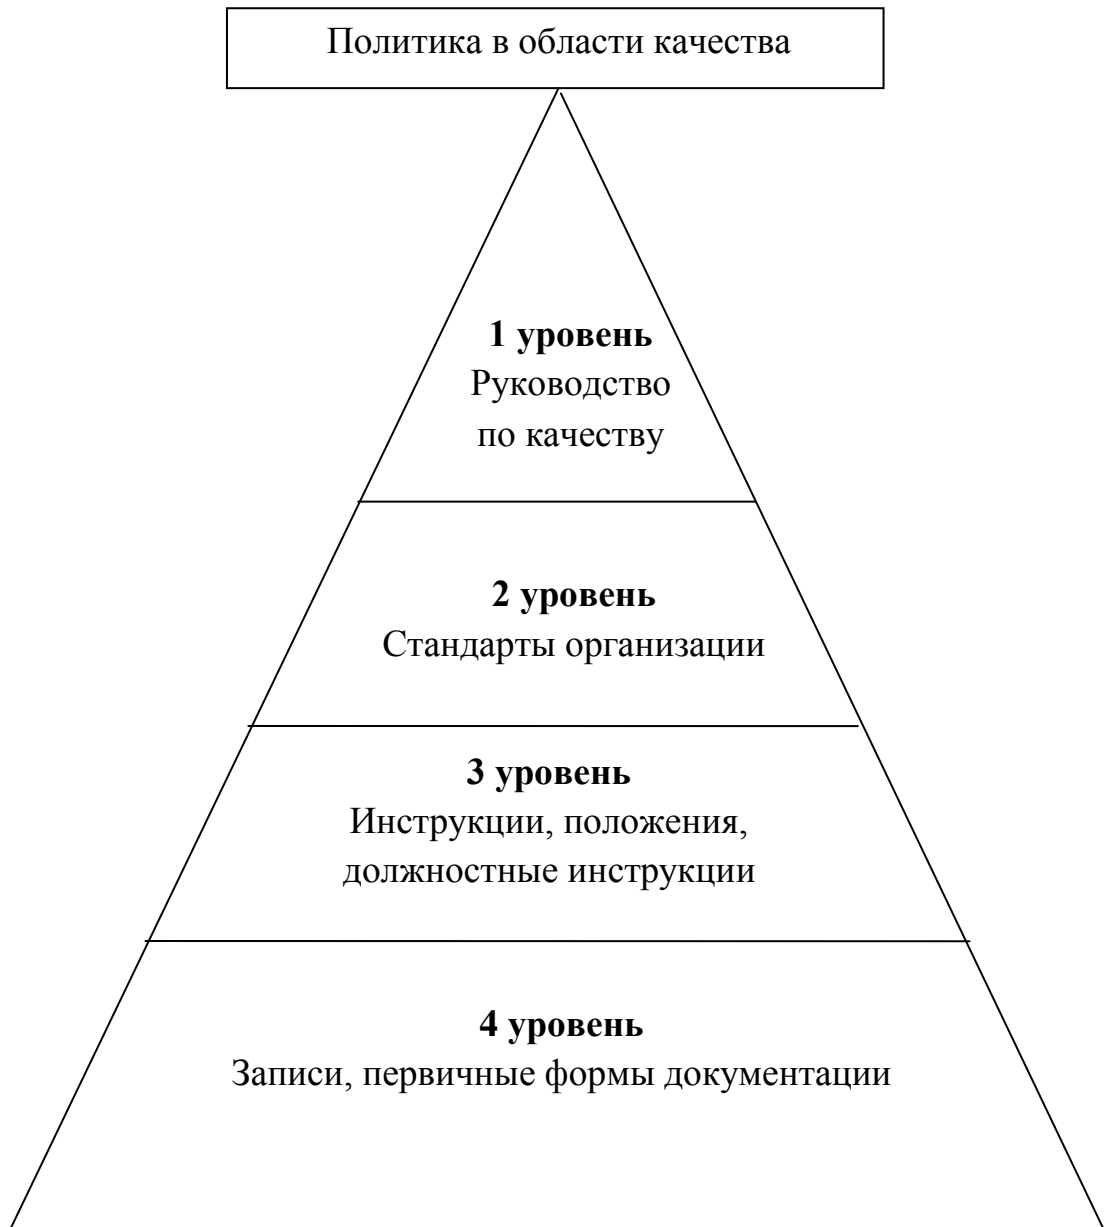 Политика в области качества
1 уровень
Руководство
по качеству
2 уровень
Стандарты организации
3 уровень
Инструкции, положения,
должностные инструкции
4 уровень
Записи, первичные формы документации